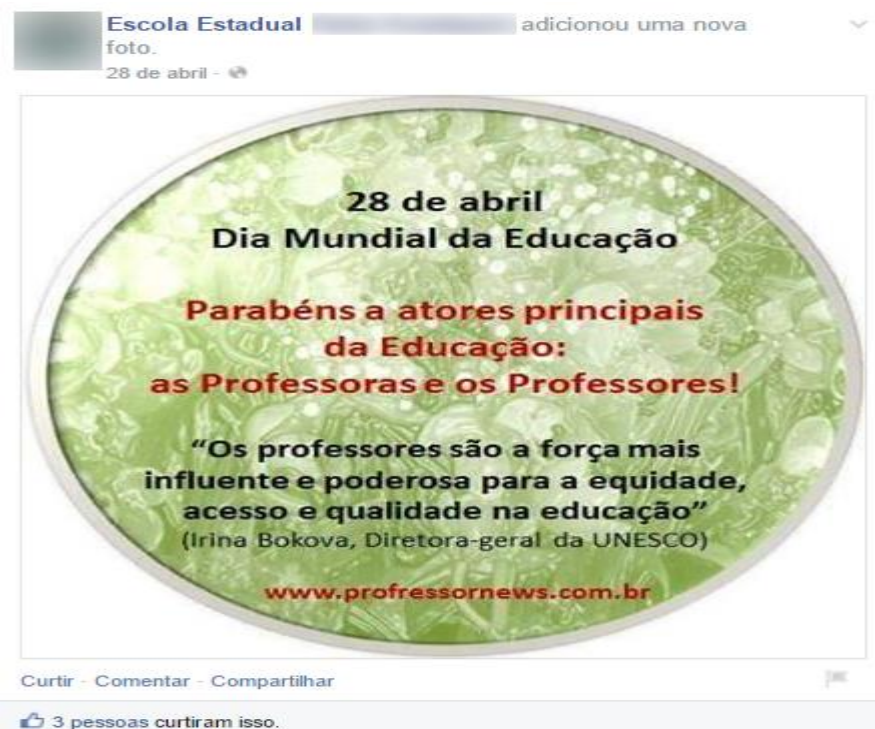 Escola Estadual adicionou uma nova
foto.
28 de abril ·
28 de abril
Dia Mundial da Educação
Parabéns a atores principais
da Educação:
as Professoras e os Professores!
“Os professores são a força mais
influente e poderosa para a equidade,
acesso e qualidade na educação”
(Irina Bokova, Diretora-geral da UNESCO)
www.profressornews.com.br
Curtir · Comentar · Compartilhar
3 pessoas curtiram isso.